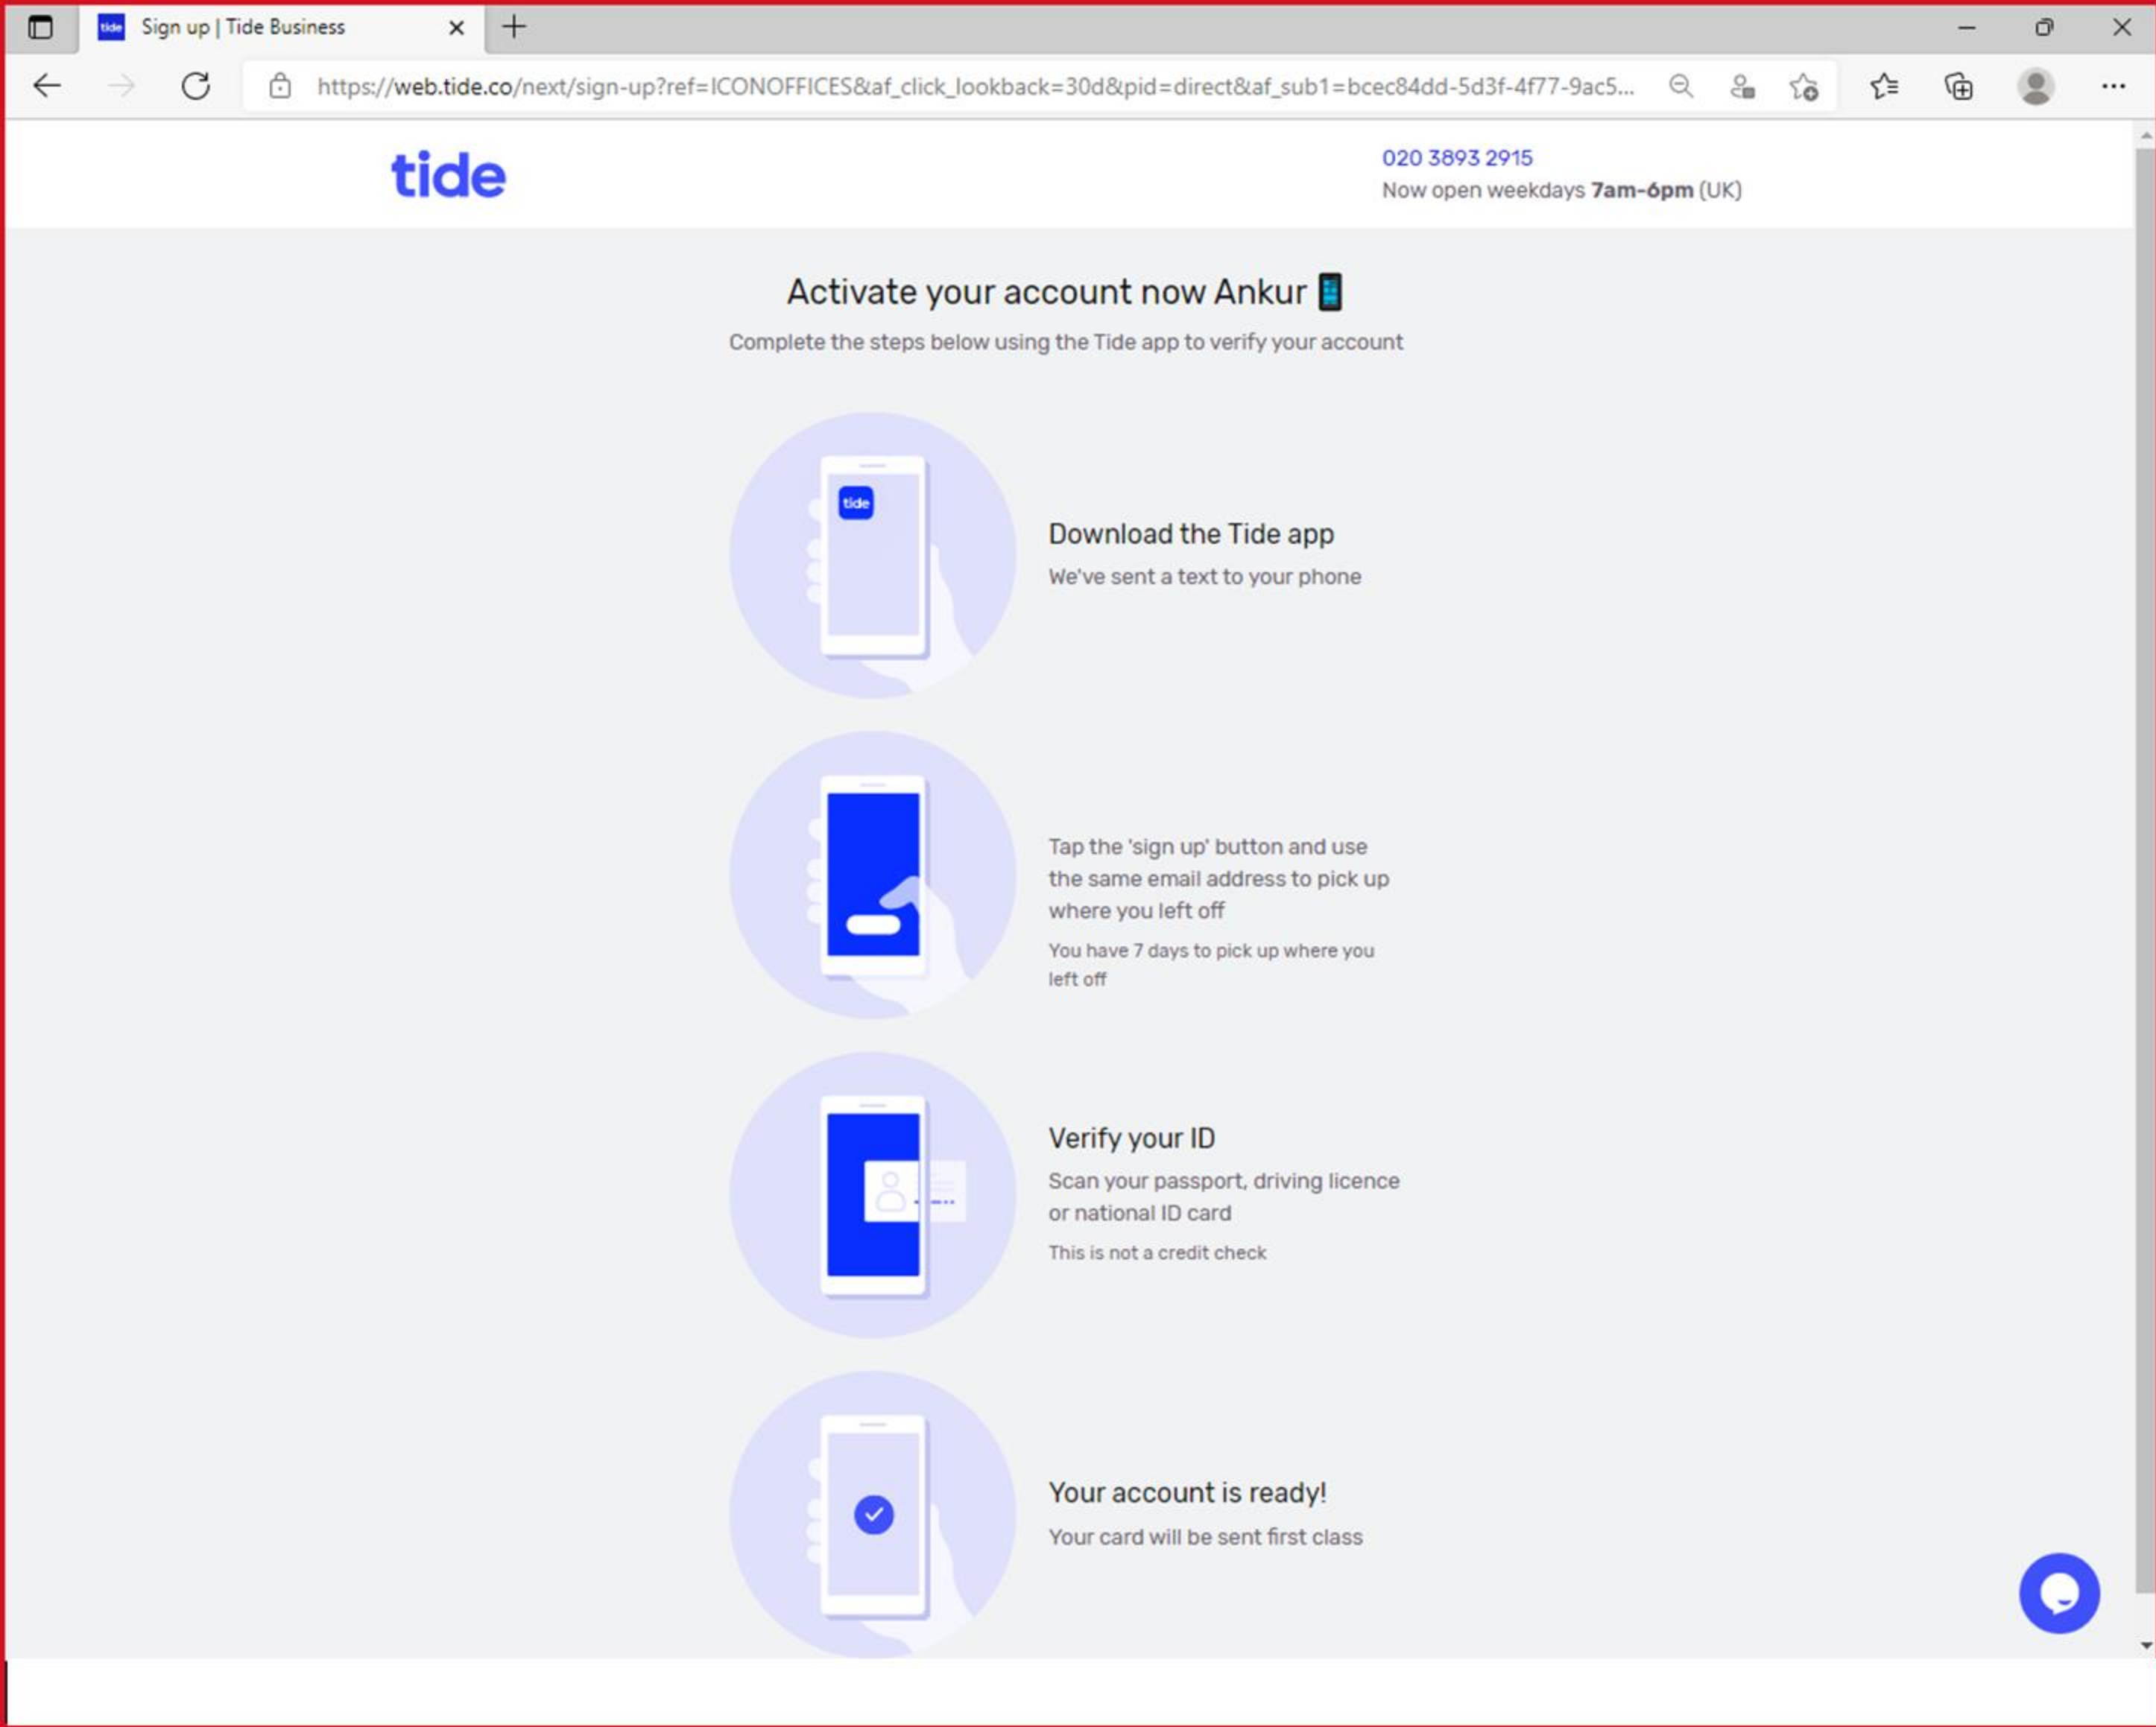 tide Sign up | Tide Business
https://web.tide.co/next/sign-up?ref=ICONOFFICES&af_click_lookback=30d&pid=direct&af_sub1=bcec84dd-5d3f-4f77-9ac5...
tide
020 3893 2915
Now open weekdays 7am-6pm (UK)
Activate your account now Ankur
Complete the steps below using the Tide app to verify your account
tide
Download the Tide app
We've sent a text to your phone
Tap the 'sign up' button and use
the same email address to pick up
where you left off
You have 7 days to pick up where you
left off
Verify your ID
Scan your passport, driving licence
or national ID card
This is not a credit check
Your account is ready!
Your card will be sent first class